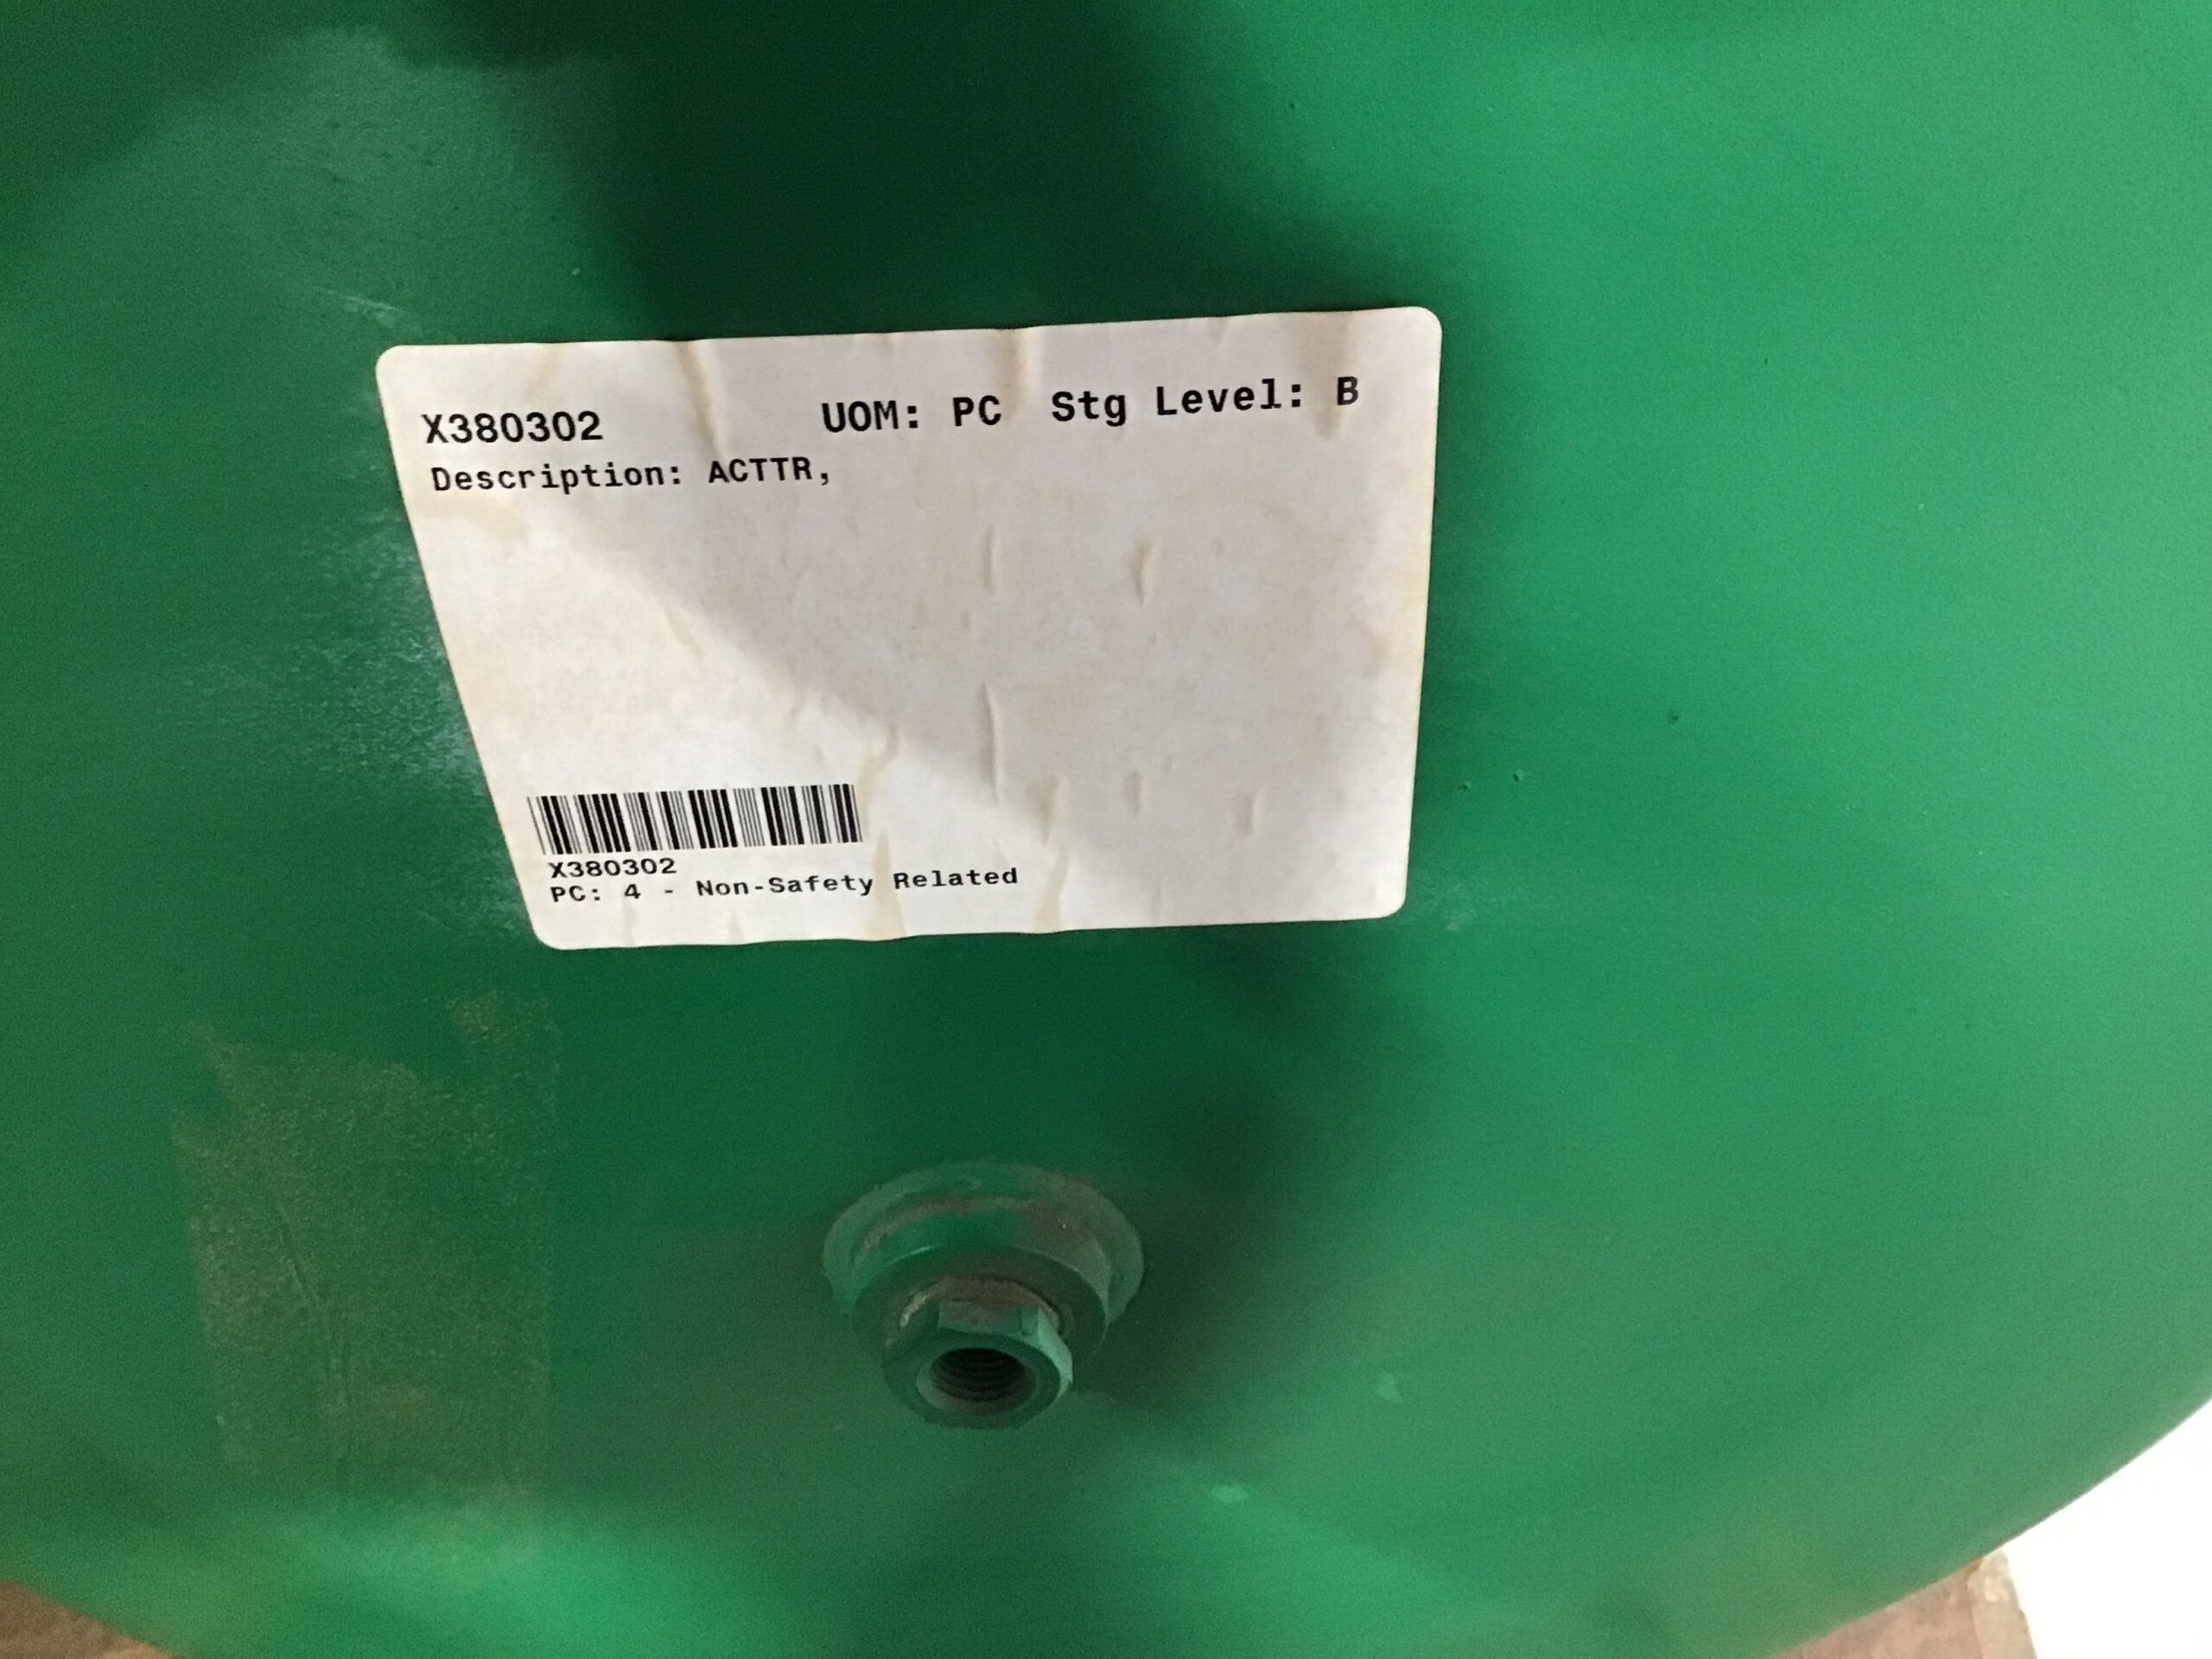 X380302 UOM: PC Stg Level: B
Description: ACTTR,
X380302
PC: 4 - Non-Safety Related